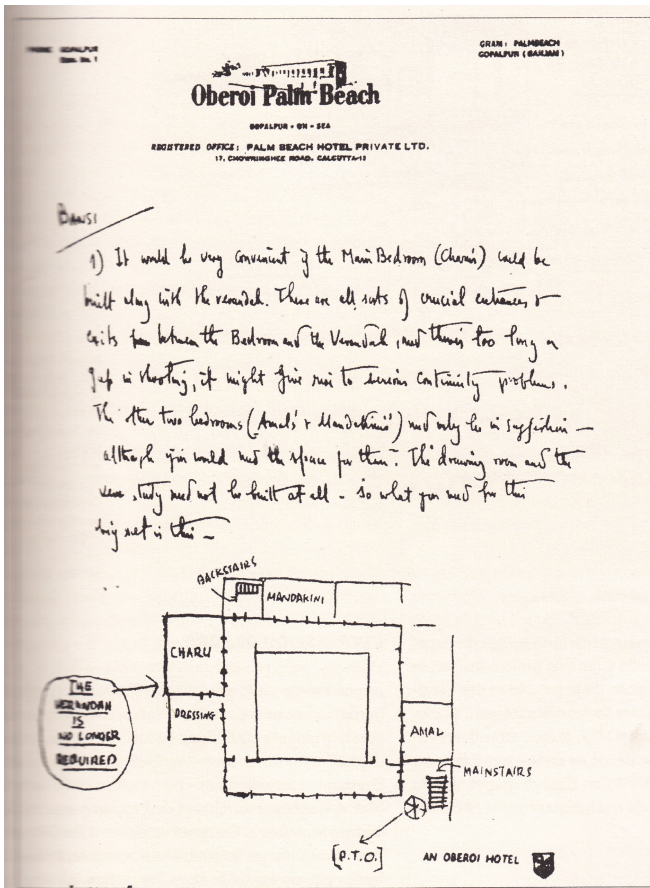 PHONE: GOPALPUR
GRAM: PALMBEACH
GOPALPUR (GANJAM)
Oberoi Palm Beach
GOPALPUR - ON - SEA
REGISTERED OFFICE: PALM BEACH HOTEL PRIVATE LTD.
17, CHOWRINGHEE ROAD, CALCUTTA-13
BANSI
1) It would be very convenient if the Main Bedroom (Charu's) could be
built along with the verandah. There are all sorts of crucial entrances &
exits from between the Bedroom and the Verandah, and if there's too long a
gap in shooting, it might give rise to serious continuity problems.
The other two bedrooms (Amal's & Mandakini's) need only be in suggestion —
although you would need the space for them. The drawing room and the
study need not be built at all - so what you need for this
big set is this —
BACKSTAIRS
MANDAKINI
CHARU
THE
VERANDAH
IS
NO LONGER
REQUIRED
DRESSING
AMAL
MAINSTAIRS
[P.T.O.]
AN OBEROI HOTEL